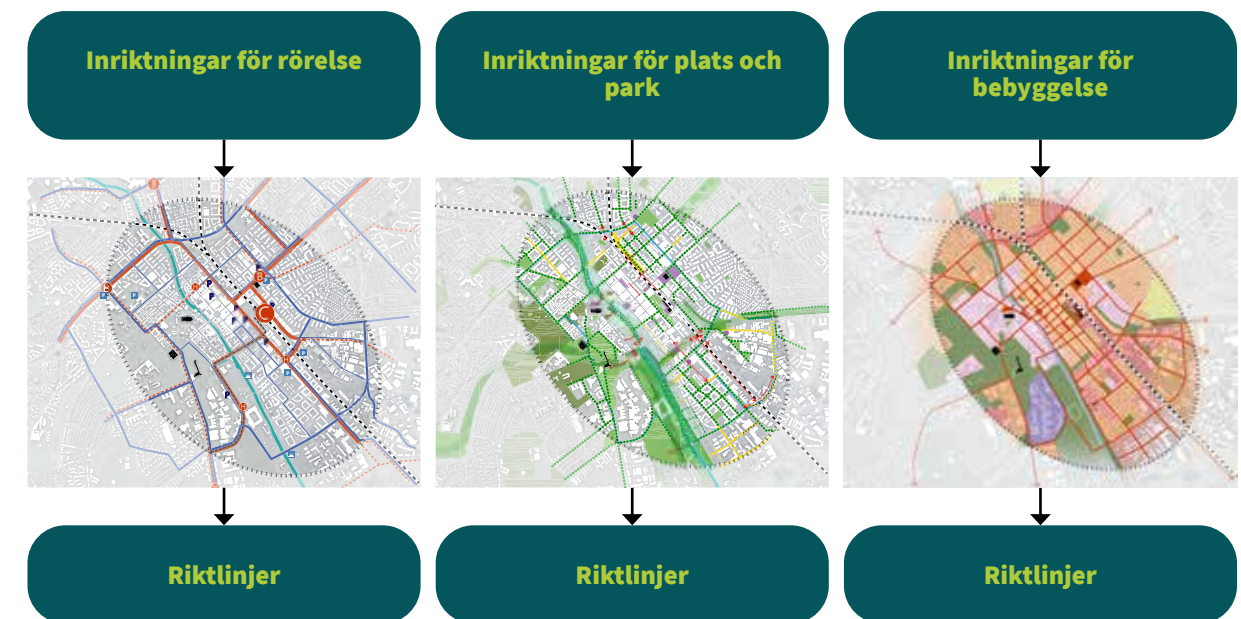 Inriktningar för rörelse
Inriktningar för plats och
park
Inriktningar för
bebyggelse
Riktlinjer
Riktlinjer
Riktlinjer